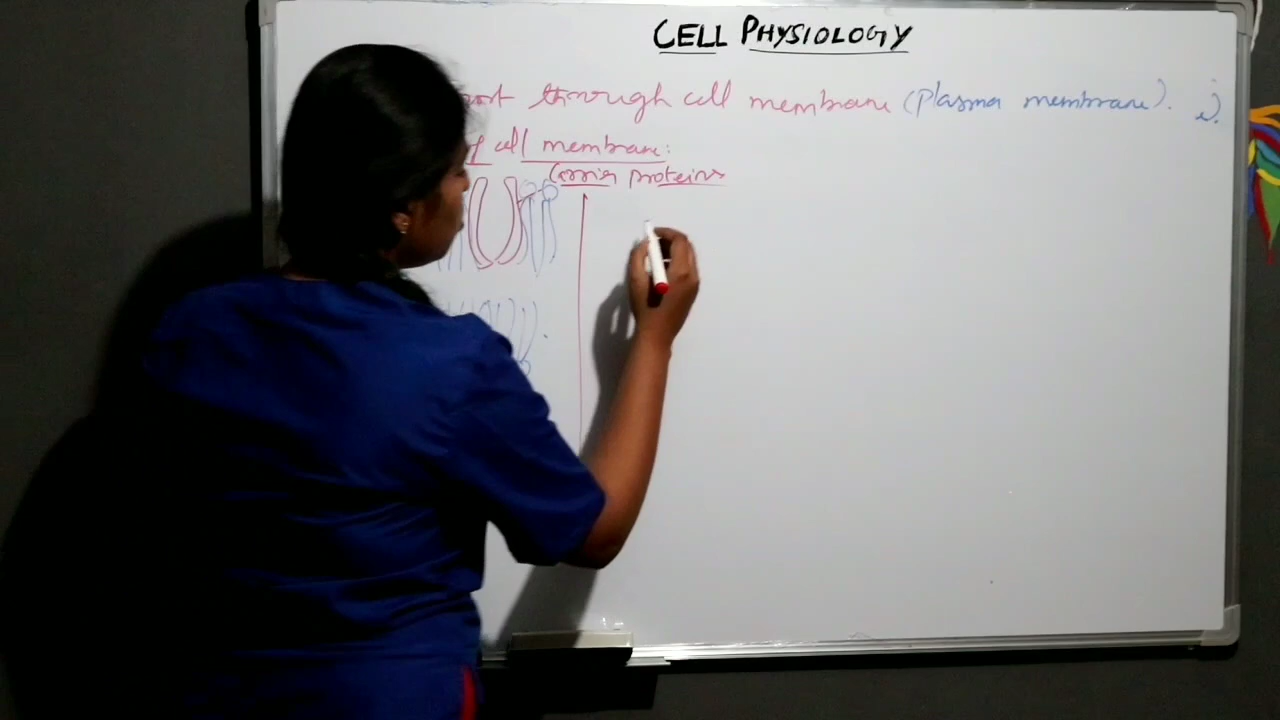 CELL PHYSIOLOGY
through cell membrane (Plasma membrane). i).
cell membrane:
Carrier proteins